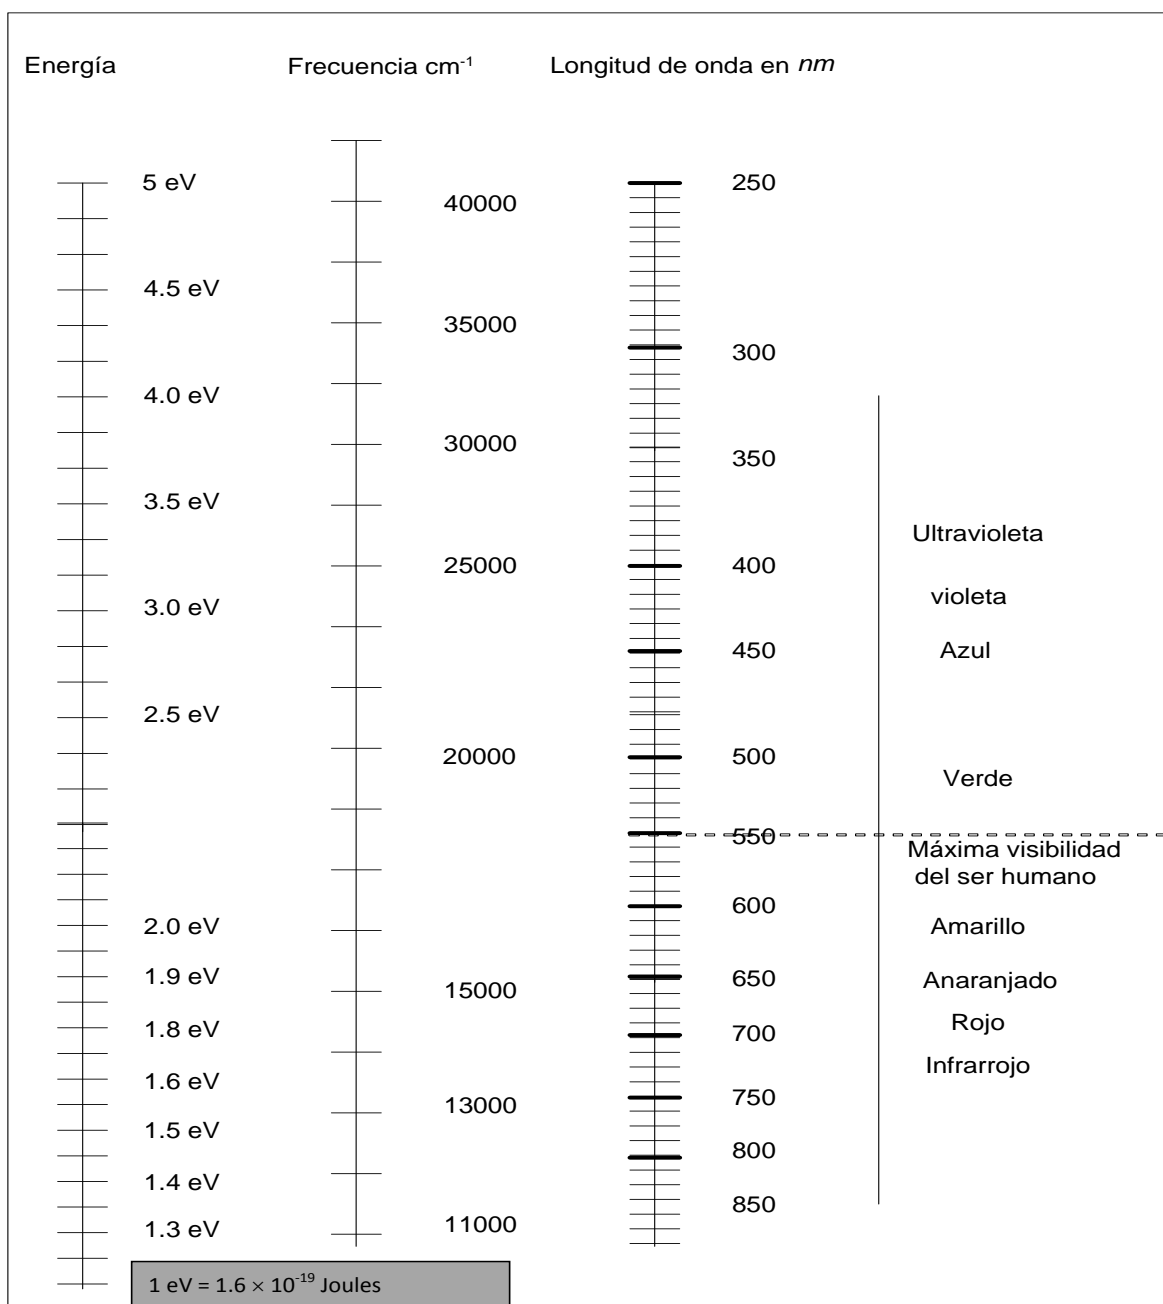 Energía
Frecuencia cm-1
Longitud de onda en nm
5 eV
4.5 eV
4.0 eV
3.5 eV
3.0 eV
2.5 eV
2.0 eV
1.9 eV
1.8 eV
1.6 eV
1.5 eV
1.4 eV
1.3 eV
40000
35000
30000
25000
20000
15000
13000
11000
250
300
350
400
450
500
550
600
650
700
750
800
850
Ultravioleta
violeta
Azul
Verde
Máxima visibilidad
del ser humano
Amarillo
Anaranjado
Rojo
Infrarrojo
1 eV = 1.6 × 10-19 Joules